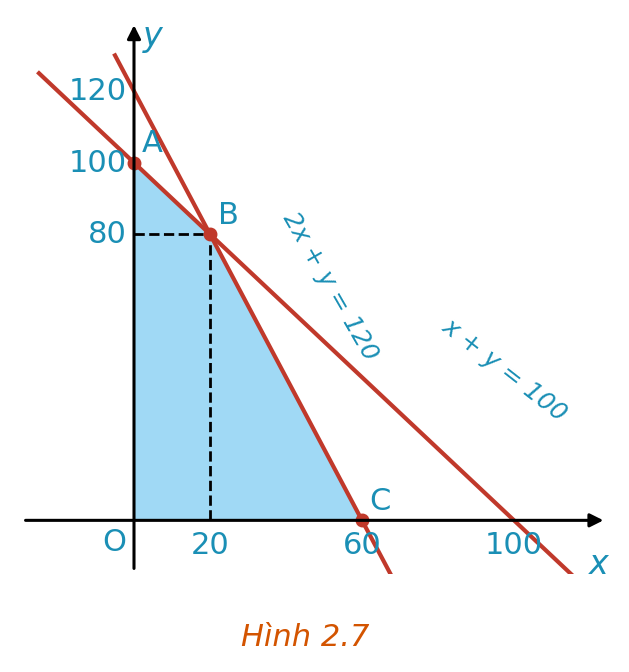 y
120
A
100
B
80
2x + y = 120
x + y = 100
C
O
20
60
100
x
Hình 2.7